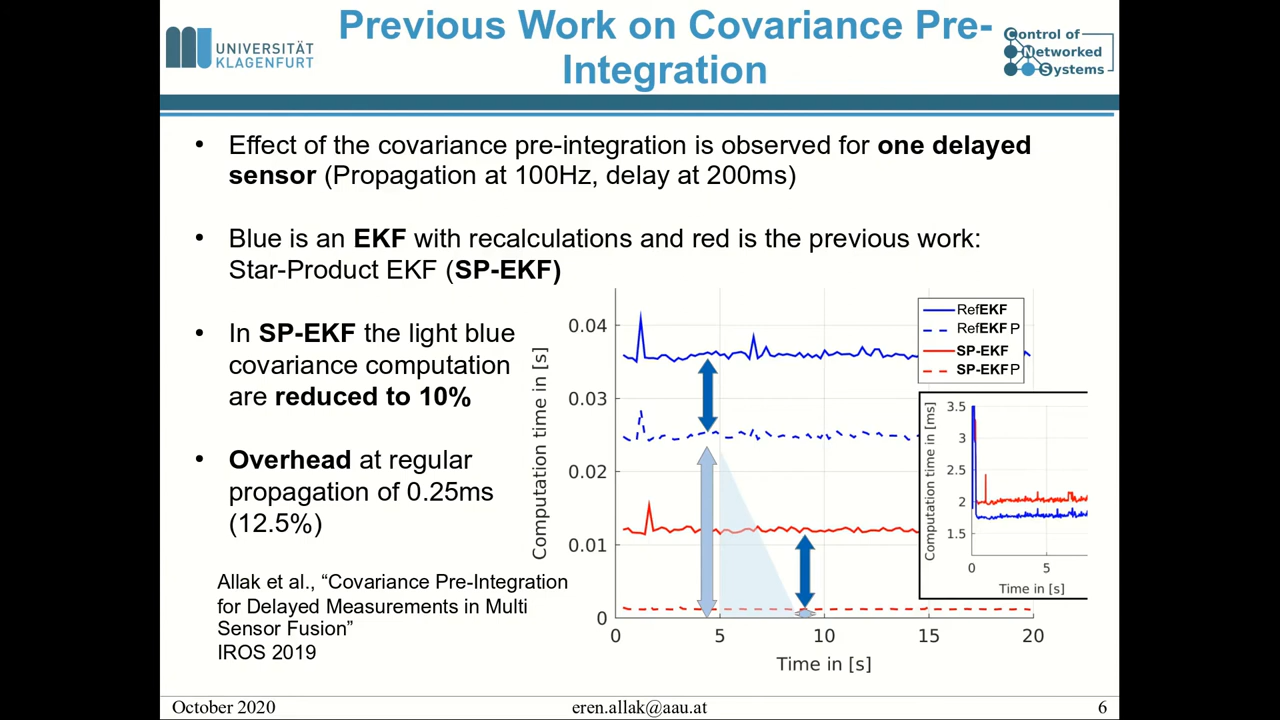 Previous Work on Covariance Pre-
Integration
UNIVERSITÄT
KLAGENFURT
Control of
Networked
Systems
• Effect of the covariance pre-integration is observed for one delayed
sensor (Propagation at 100Hz, delay at 200ms)
• Blue is an EKF with recalculations and red is the previous work:
Star-Product EKF (SP-EKF)
• In SP-EKF the light blue
covariance computation
are reduced to 10%
• Overhead at regular
propagation of 0.25ms
(12.5%)
Allak et al., “Covariance Pre-Integration
for Delayed Measurements in Multi
Sensor Fusion”
IROS 2019
Computation time in [s]
0.04
0.03
0.02
0.01
0
0 5 10 15 20
Time in [s]
RefEKF
RefEKF P
SP-EKF
SP-EKF P
Computation time in [ms]
3.5
3
2.5
2
1.5
0 5
Time in [s]
October 2020 eren.allak@aau.at 6